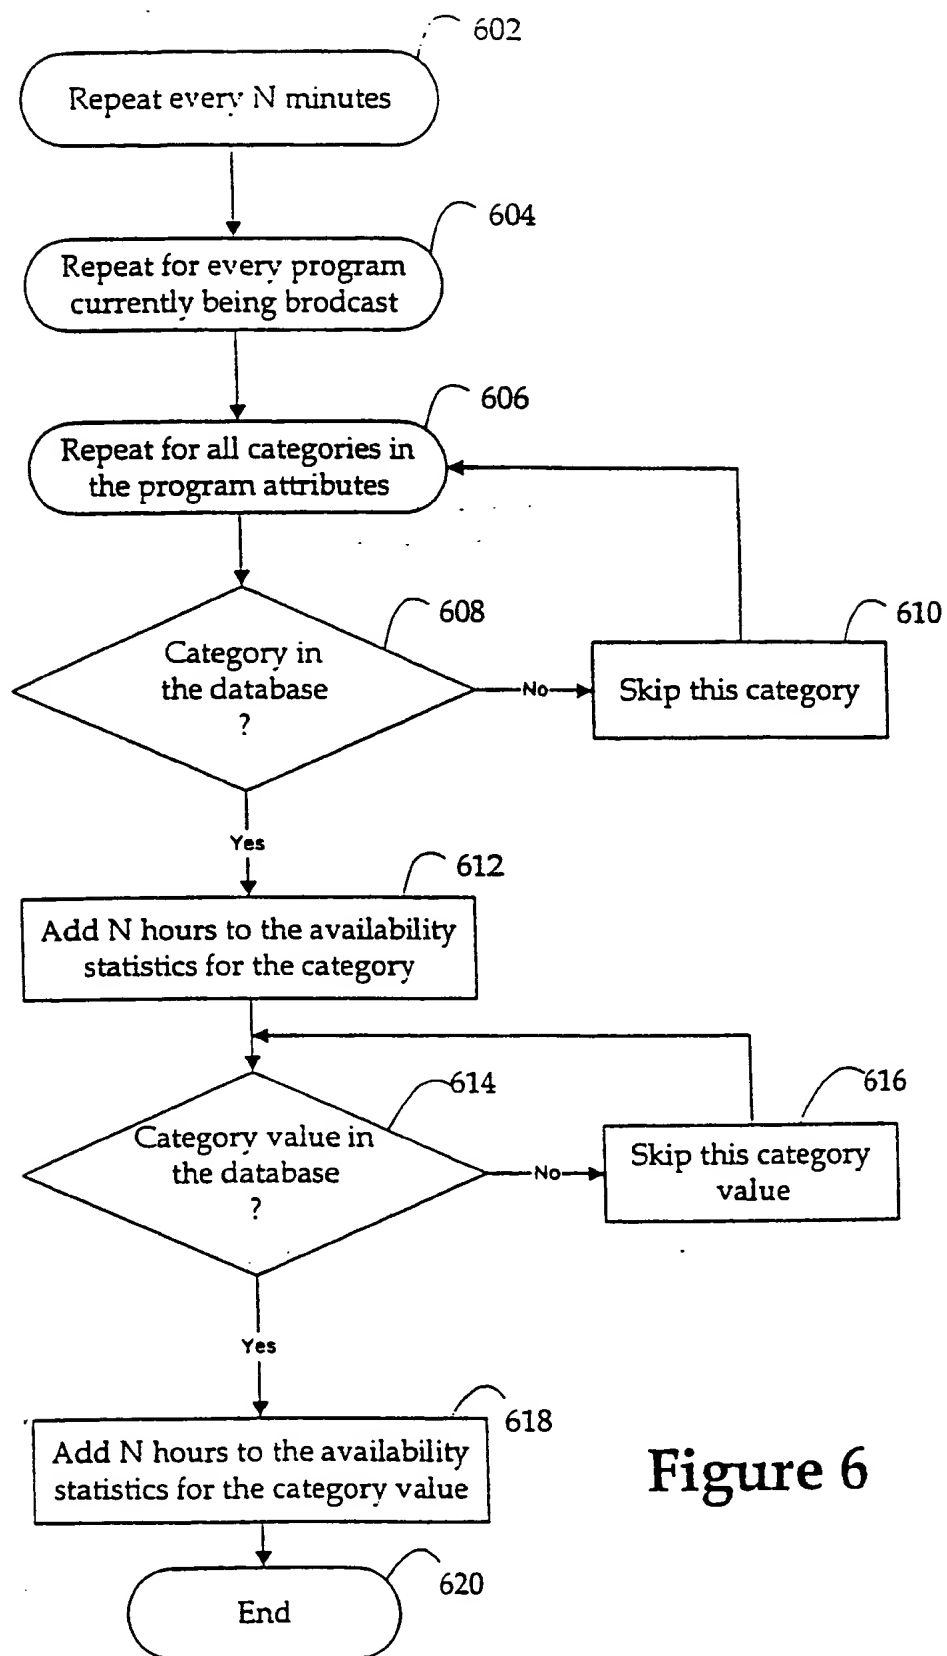 602
Repeat every N minutes
604
Repeat for every program
currently being brodcast
606
Repeat for all categories in
the program attributes
608
Category in
the database
?
No
610
Skip this category
Yes
612
Add N hours to the availability
statistics for the category
614
Category value in
the database
?
No
616
Skip this category
value
Yes
618
Add N hours to the availability
statistics for the category value
Figure 6
620
End